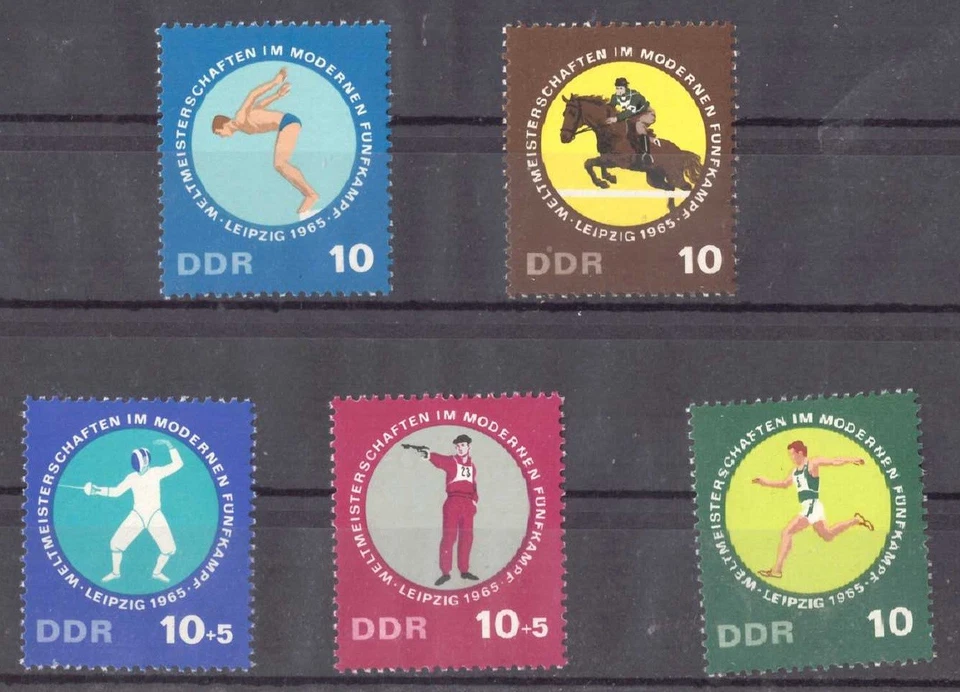 WELTMEISTERSCHAFTEN IM MODERNEN FÜNFKAMPF · LEIPZIG 1965 ·
DDR 10
WELTMEISTERSCHAFTEN IM MODERNEN FÜNFKAMPF · LEIPZIG 1965 ·
DDR 10
WELTMEISTERSCHAFTEN IM MODERNEN FÜNFKAMPF · LEIPZIG 1965 ·
DDR 10+5
WELTMEISTERSCHAFTEN IM MODERNEN FÜNFKAMPF · LEIPZIG 1965 ·
23
DDR 10+5
WELTMEISTERSCHAFTEN IM MODERNEN FÜNFKAMPF · LEIPZIG 1965 ·
DDR 10